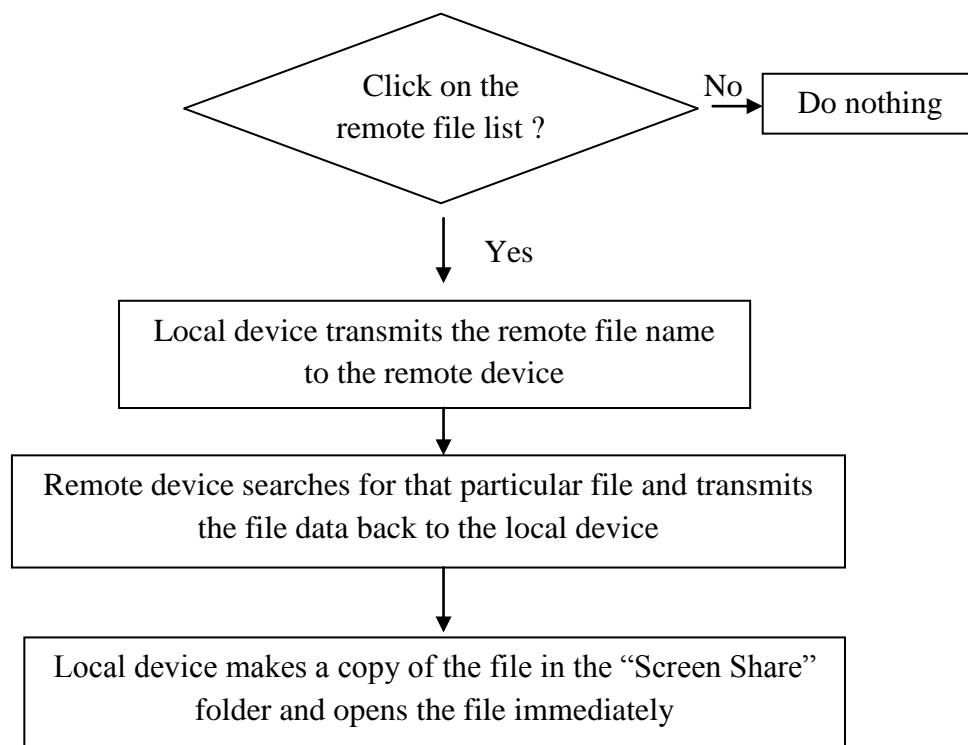 Click on the
remote file list ?
No
Do nothing
Yes
Local device transmits the remote file name
to the remote device
Remote device searches for that particular file and transmits
the file data back to the local device
Local device makes a copy of the file in the “Screen Share”
folder and opens the file immediately